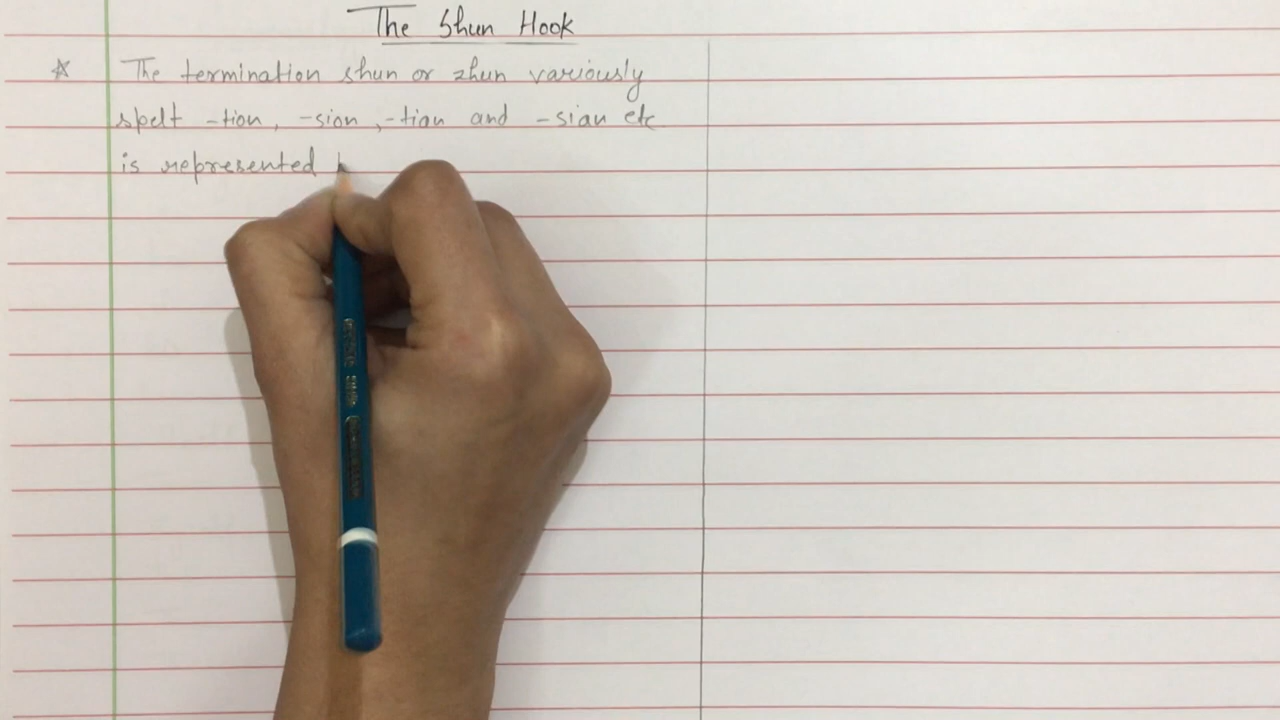 The Shun Hook
☆ The termination shun or zhun variously
spelt -tion, -sion, -tian and -sian etc
is represented